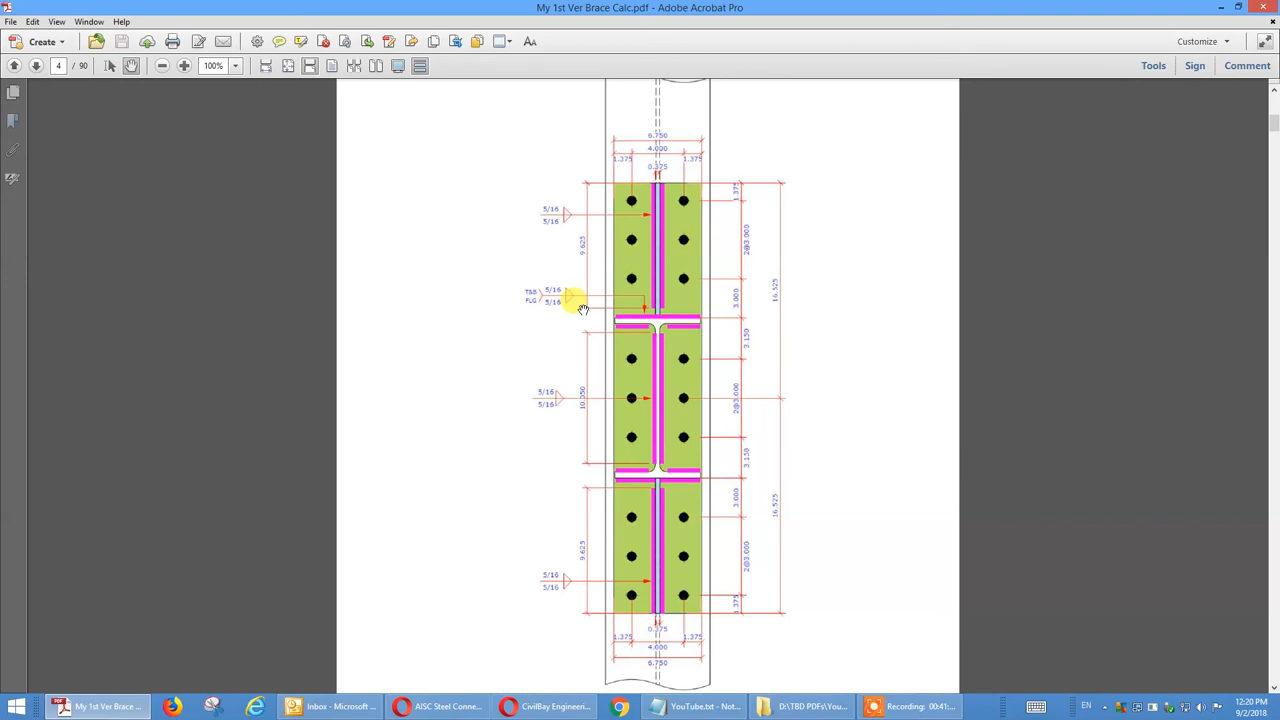 My 1st Ver Brace Calc.pdf - Adobe Acrobat Pro
File Edit View Window Help
Create Customize
4 / 90 100% Tools Sign Comment
6.750
4.000
1.375 1.375
0.375
1.375
5/16
5/16
9.625
2@3.000
T&B
FLG
5/16
5/16
3.000
16.525
3.150
5/16
5/16
10.350
2@3.000
3.150
3.000
16.525
9.625
2@3.000
5/16
5/16
1.375
0.375
1.375 1.375
4.000
6.750
My 1st Ver Brace Calc....
Inbox - Microsoft ...
AISC Steel Conne...
CivilBay Engineeri...
YouTube.txt - Not...
D:\TBD PDFs\You...
Recording: 00:41:...
EN
12:20 PM
9/2/2018